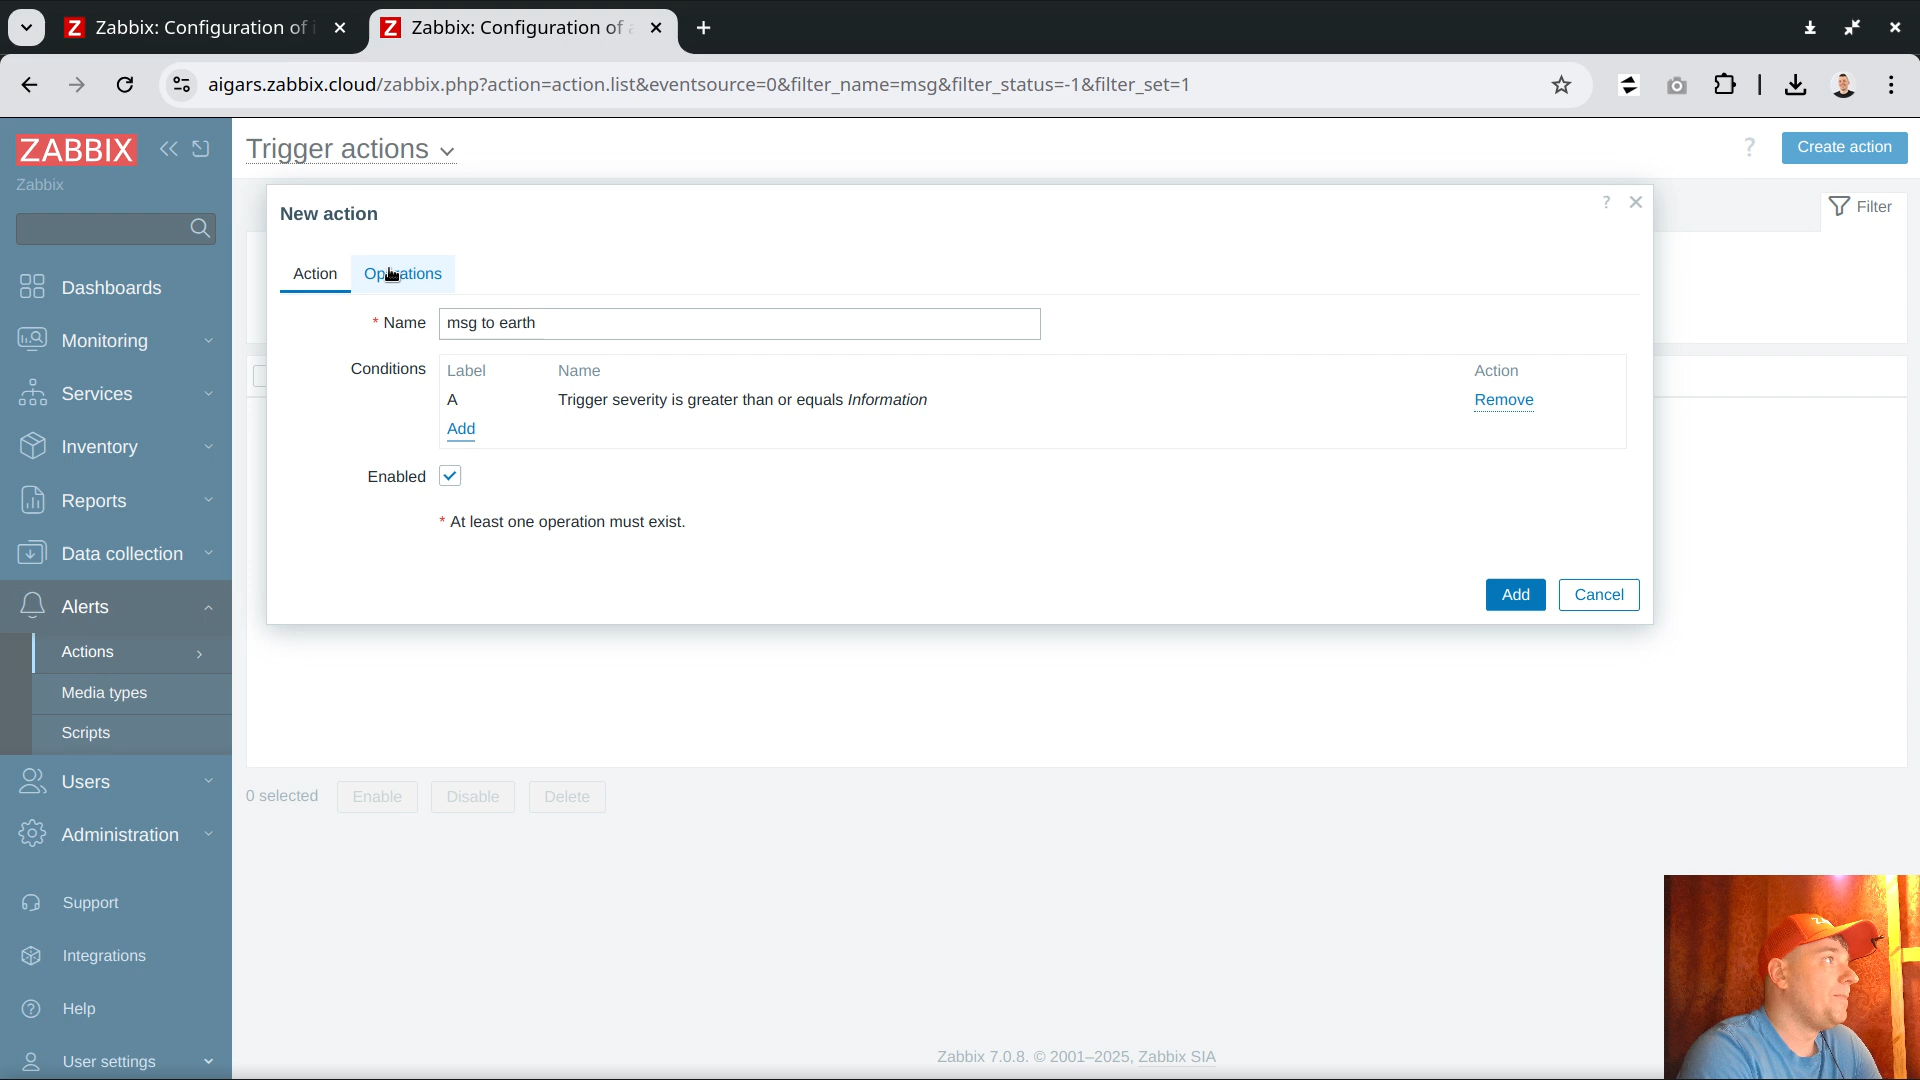 Zabbix: Configuration of
Zabbix: Configuration of
aigars.zabbix.cloud/zabbix.php?action=action.list&eventsource=0&filter_name=msg&filter_status=-1&filter_set=1
ZABBIX
Zabbix
Dashboards
Monitoring
Services
Inventory
Reports
Data collection
Alerts
Actions
Media types
Scripts
Users
Administration
Support
Integrations
Help
User settings
Trigger actions
?
Create action
Filter
New action
?
Action
Operations
* Name
msg to earth
Conditions
Label Name Action
A Trigger severity is greater than or equals Information Remove
Add
Enabled
* At least one operation must exist.
Add
Cancel
0 selected
Enable
Disable
Delete
Zabbix 7.0.8. © 2001–2025, Zabbix SIA